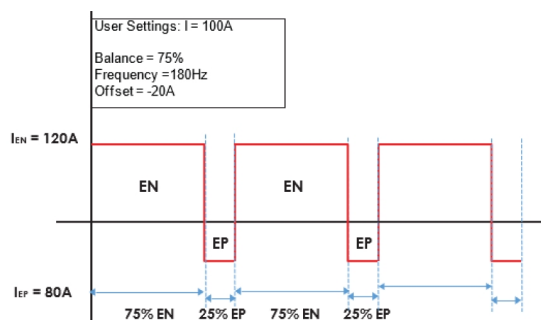 User Settings: I = 100A
Balance = 75%
Frequency =180Hz
Offset = -20A
IEN = 120A
EN
EN
EP
EP
IEP = 80A
75% EN
25% EP
75% EN
25% EP